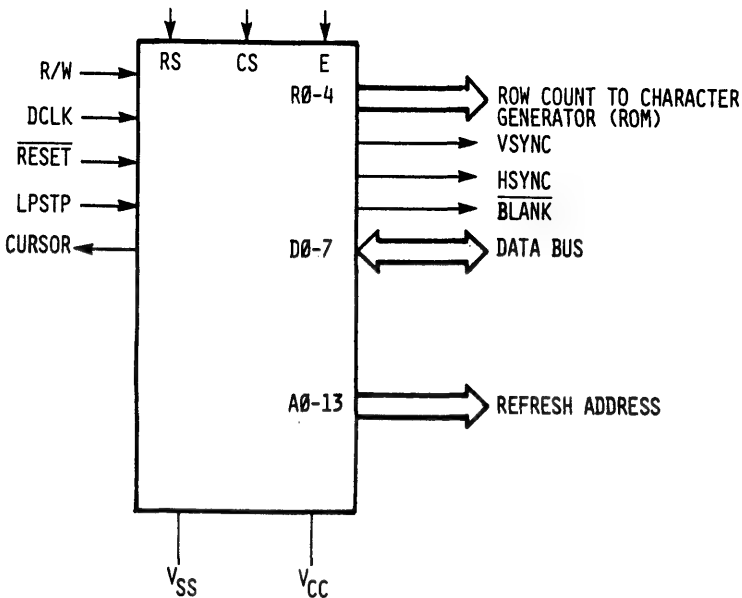 RS CS E
R/W
RØ-4
ROW COUNT TO CHARACTER
GENERATOR (ROM)
DCLK
VSYNC
RESET
HSYNC
LPSTP
BLANK
CURSOR
DØ-7
DATA BUS
AØ-13
REFRESH ADDRESS
VSS VCC